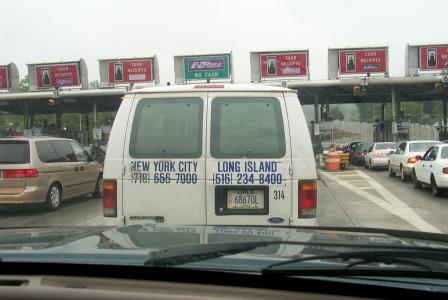 CASH
RECEIPTS
CASH
RECEIPTS
E-ZPass
NO CASH
CASH
RECEIPTS
CASH
RECEIPTS
NEW YORK CITY
(718) 656-7000
LONG ISLAND
(516) 234-8400
68670L
314